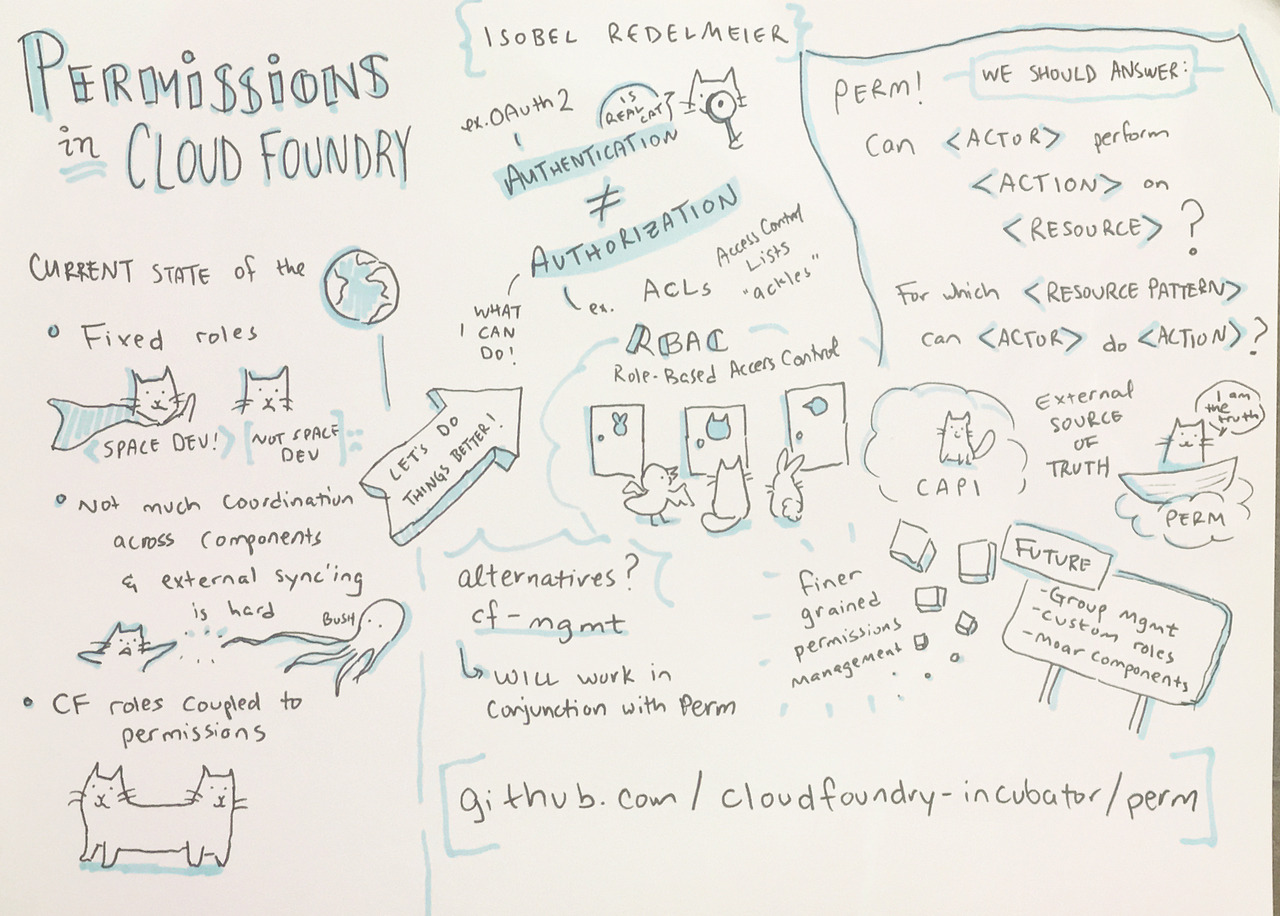 PERMISSIONS
in CLOUD FOUNDRY
CURRENT STATE of the
Fixed roles
<SPACE DEV!>
[NOT SPACE
DEV]
Not much coordination
across components
& external sync'ing
is hard
BOSH
CF roles coupled to
permissions
{ISOBEL REDELMEIER}
ex. OAuth2
IS
REAL
CAT?
AUTHENTICATION
≠
AUTHORIZATION
WHAT
I CAN
DO!
ex.
ACLs
Access Control
Lists
"ackles"
RBAC
Role-Based Access Control
LET'S DO
THINGS BETTER!
alternatives?
cf-mgmt
WILL work in
conjunction with Perm
PERM!
WE SHOULD ANSWER:
Can <ACTOR> perform
<ACTION> on
<RESOURCE>?
For which <RESOURCE PATTERN>
can <ACTOR> do <ACTION>?
CAPI
External
SOURCE
OF
TRUTH
I am
the
truth
PERM
finer
grained
permissions
management
FUTURE
-Group mgmt
-custom roles
-moar components
[github.com/cloudfoundry-incubator/perm]